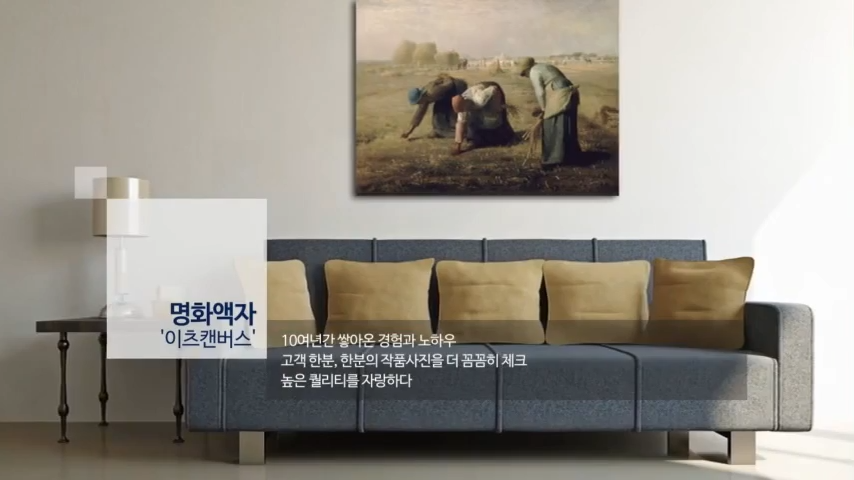 명화액자
'이츠캔버스'
10여년간 쌓아온 경험과 노하우
고객 한분, 한분의 작품사진을 더 꼼꼼히 체크
높은 퀄리티를 자랑하다